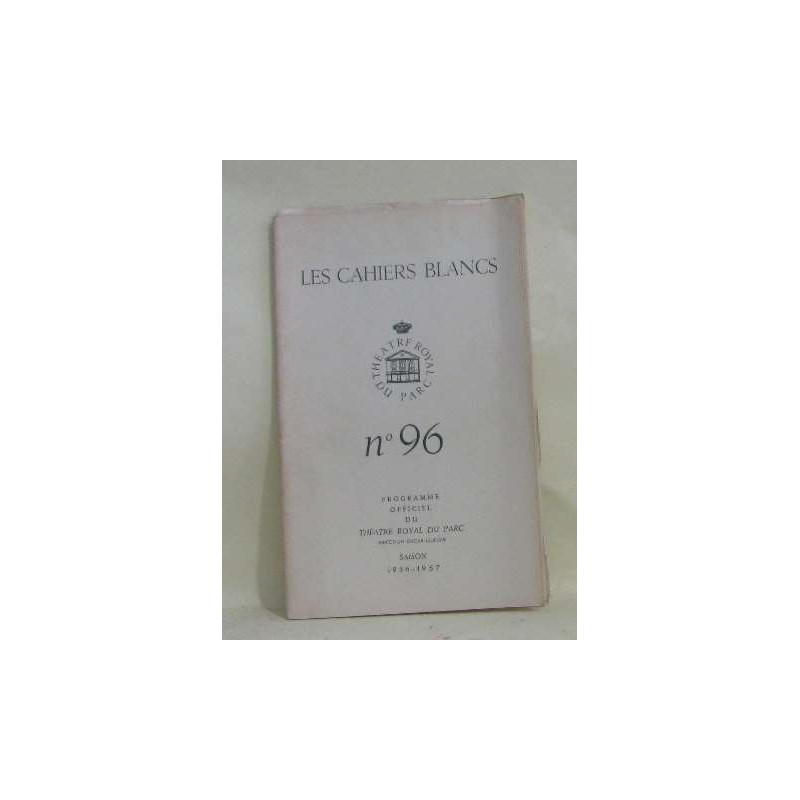 LES CAHIERS BLANCS
THEATRE ROYAL
DU PARC
n° 96
PROGRAMME
OFFICIEL
DU
THEATRE ROYAL DU PARC
SAISON
1956-1957